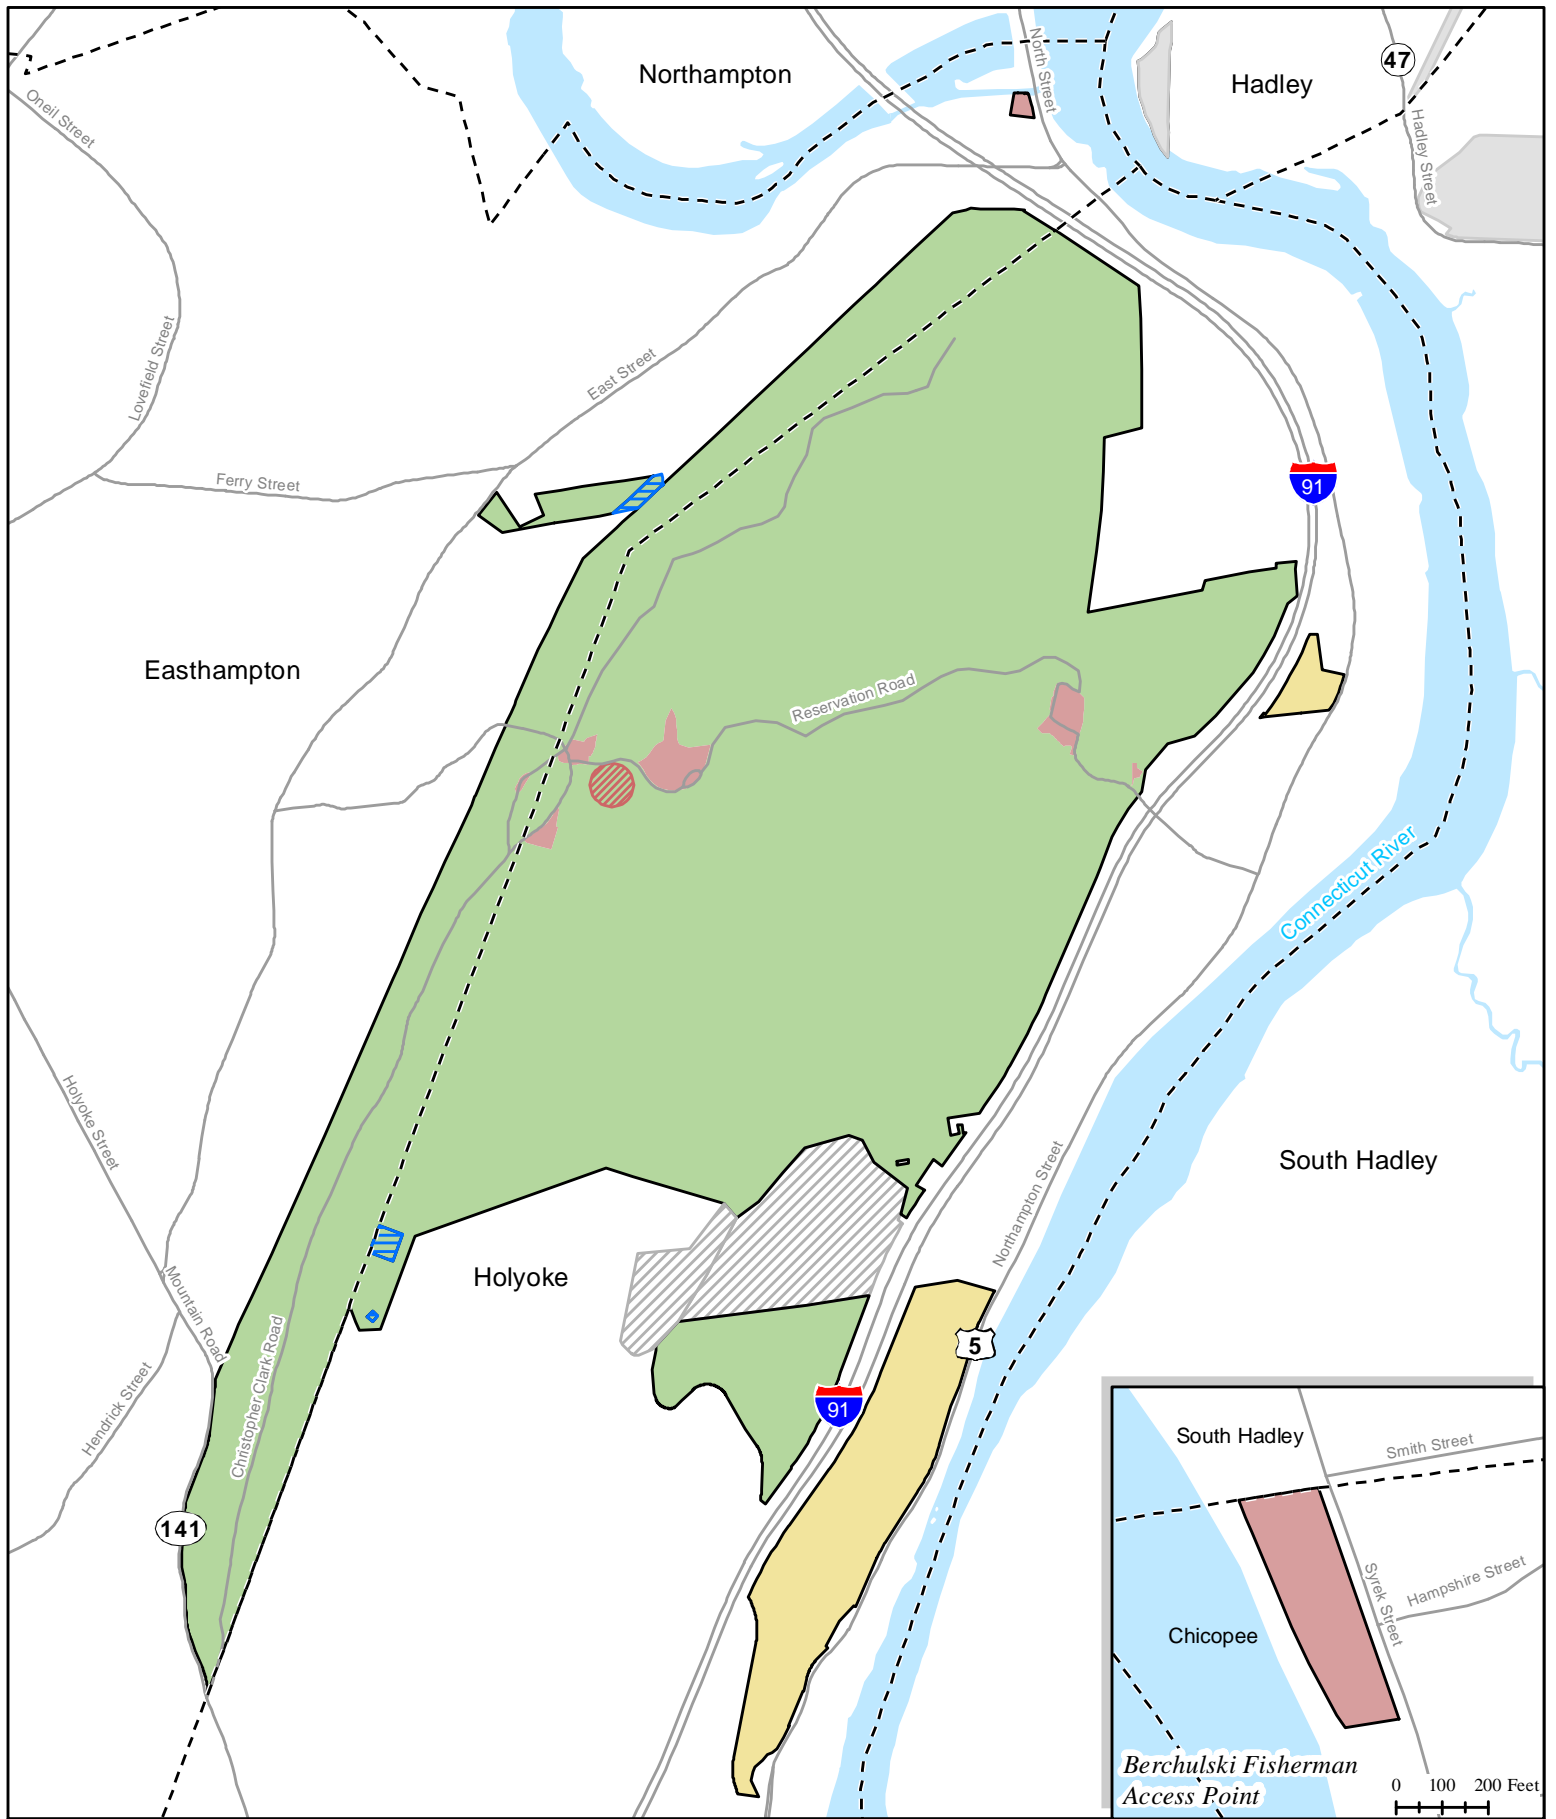 Northampton
North Street
Hadley
47
Oneil Street
Hadley Street
Lovefield Street
East Street
Ferry Street
91
Easthampton
Reservation Road
Connecticut River
Holyoke Street
South Hadley
Northampton Street
Holyoke
Mountain Road
Christopher Clark Road
5
Hendrick Street
91
141
South Hadley
Smith Street
Syrek Street
Hampshire Street
Chicopee
Berchulski Fisherman
Access Point
0 100 200 Feet